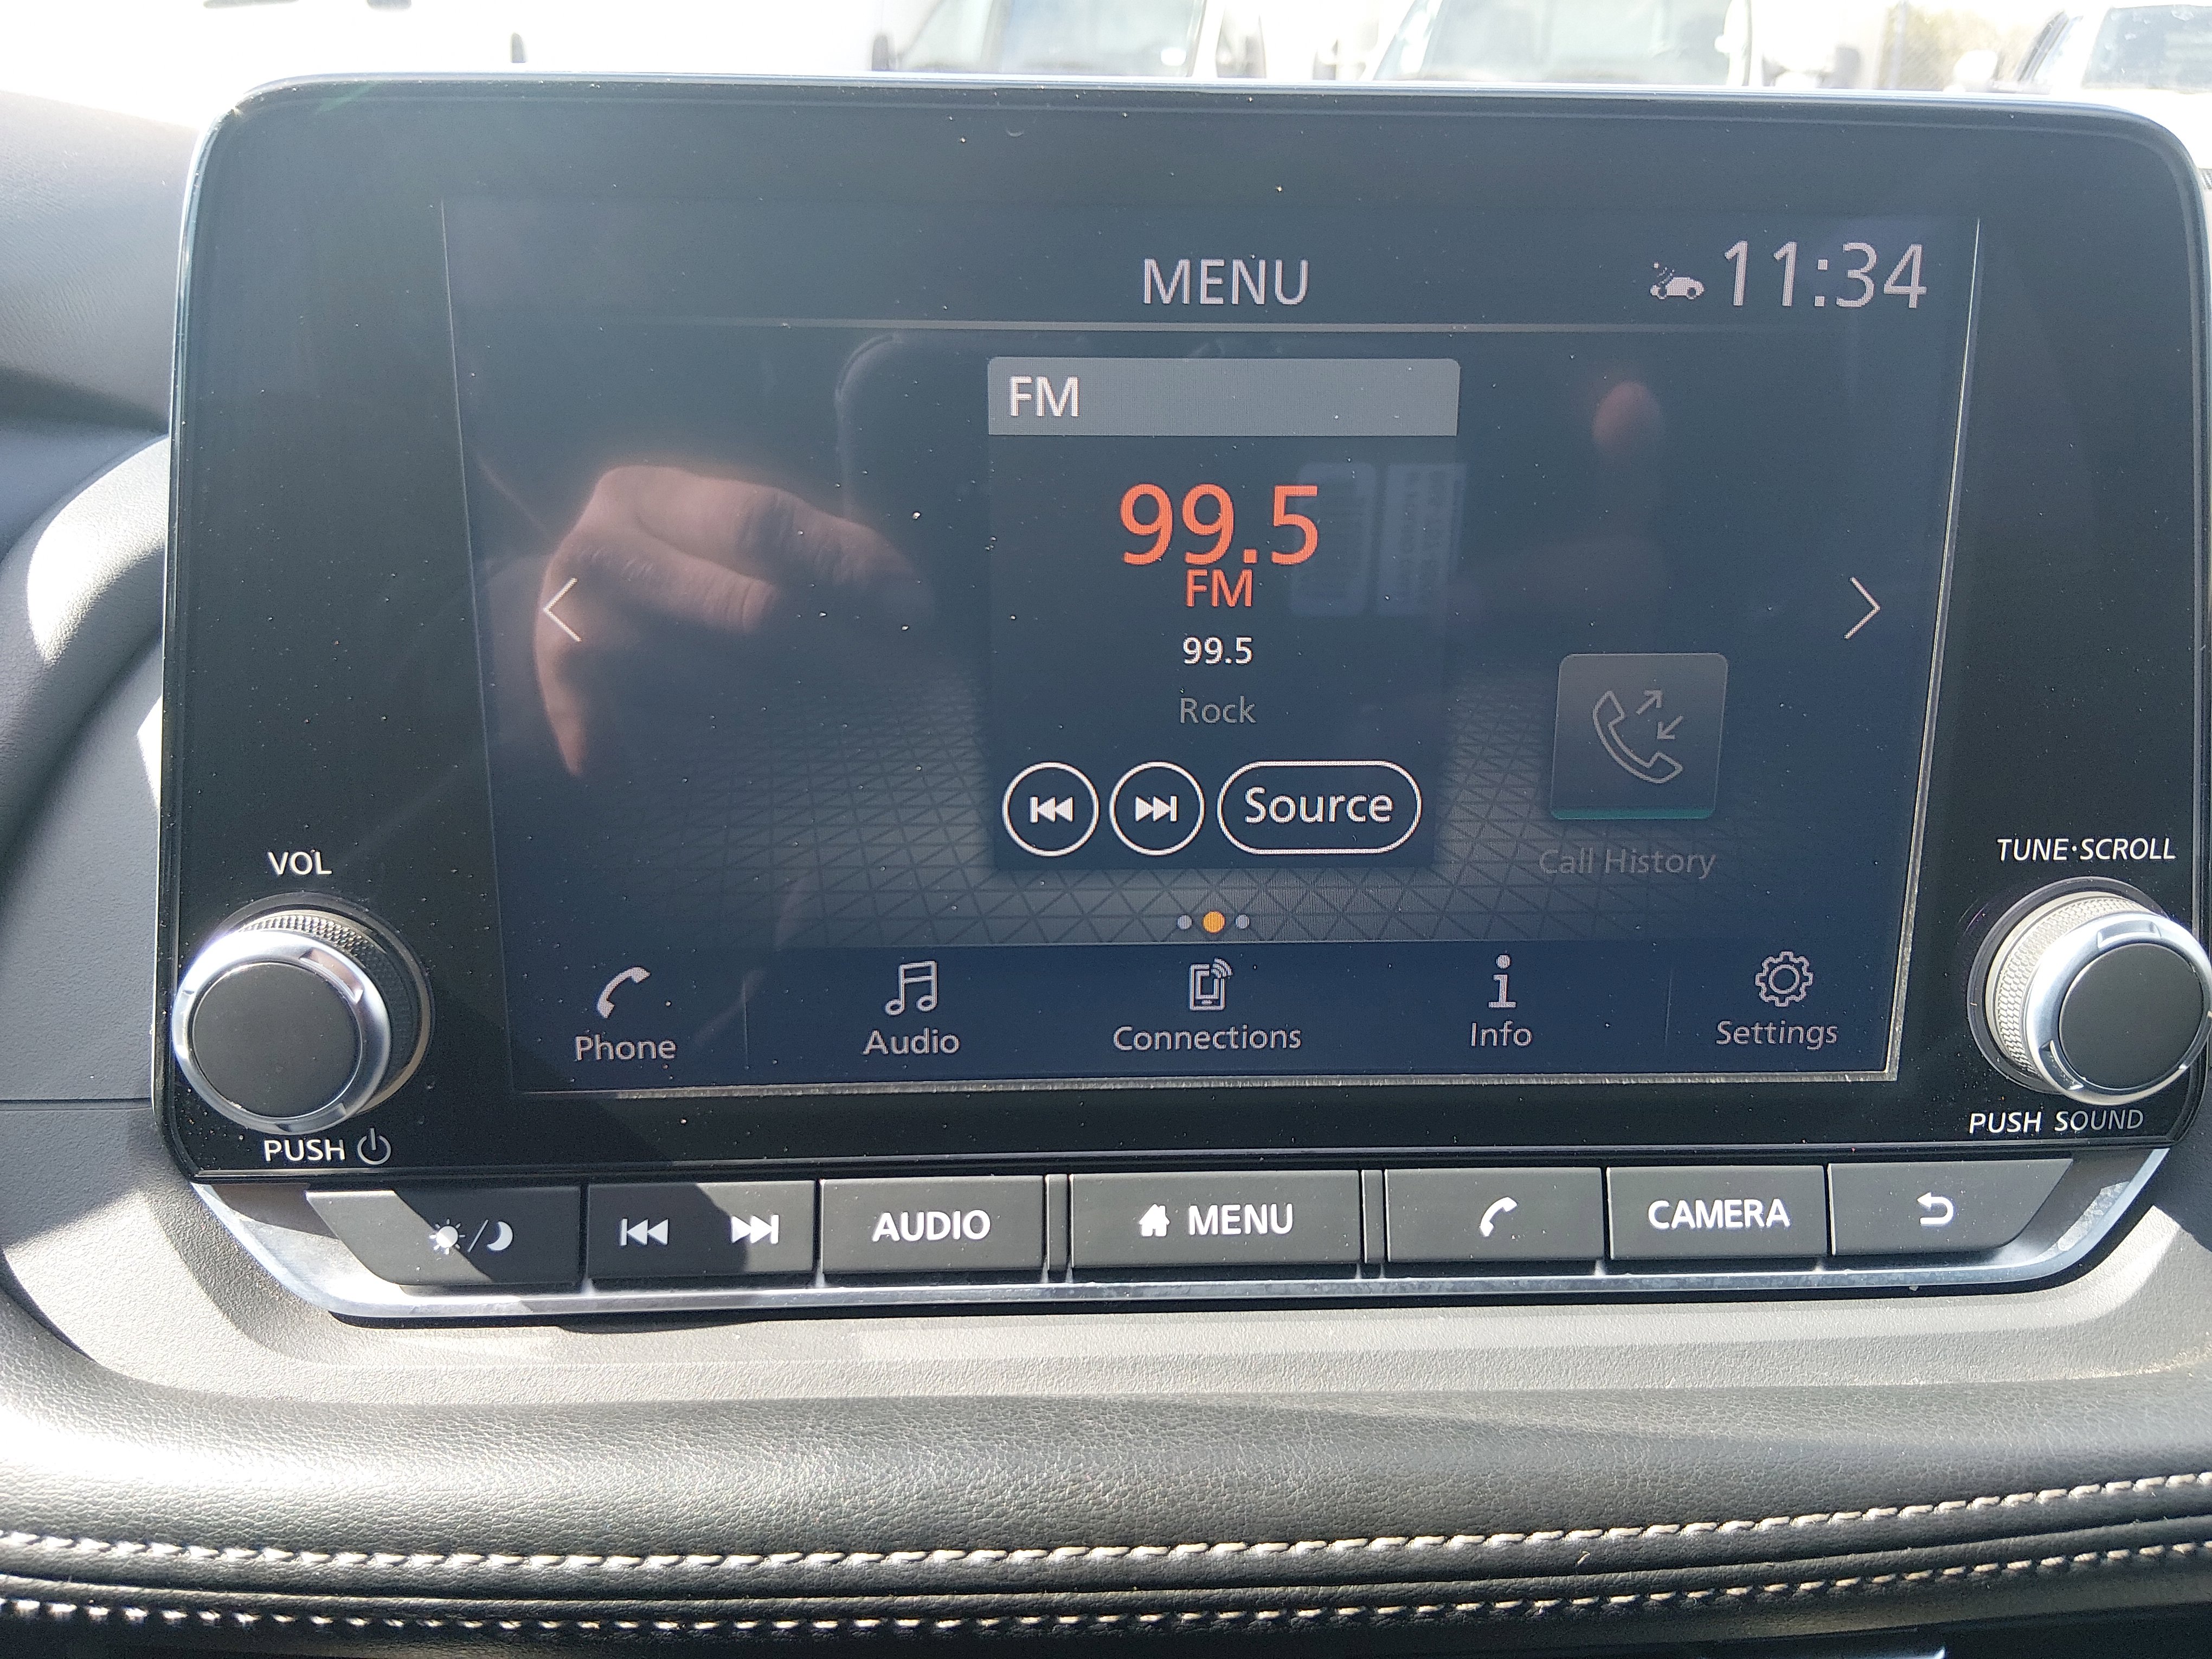 MENU
11:34
FM
99.5
FM
99.5
Rock
Source
Call History
VOL
TUNE·SCROLL
Phone
Audio
Connections
Info
Settings
PUSH
PUSH SOUND
AUDIO
MENU
CAMERA